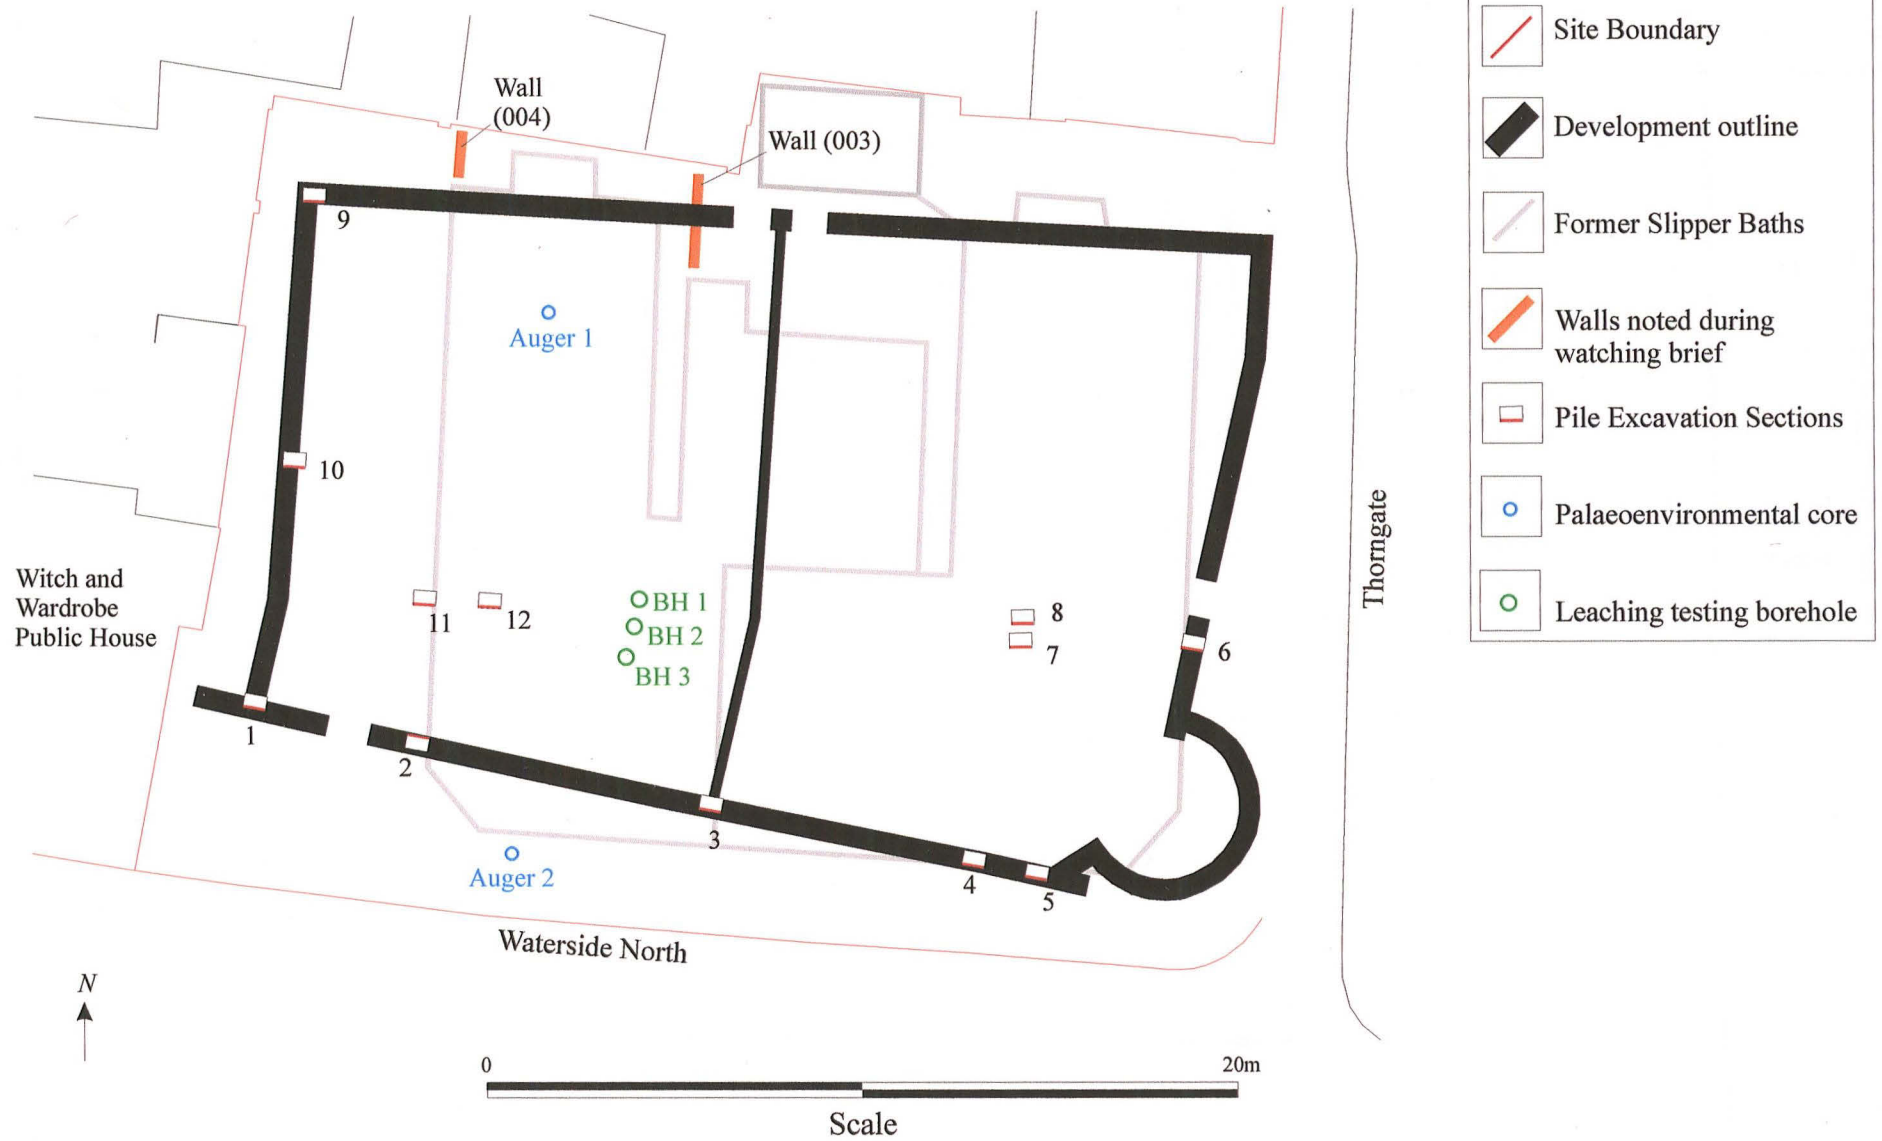 Wall
(004)
Wall (003)
9
Auger 1
10
Witch and
Wardrobe
Public House
11
12
BH 1
BH 2
BH 3
8
7
6
1
2
3
4
5
Auger 2
Waterside North
Thorngate
N
0
20m
Scale
Site Boundary
Development outline
Former Slipper Baths
Walls noted during
watching brief
Pile Excavation Sections
Palaeoenvironmental core
Leaching testing borehole